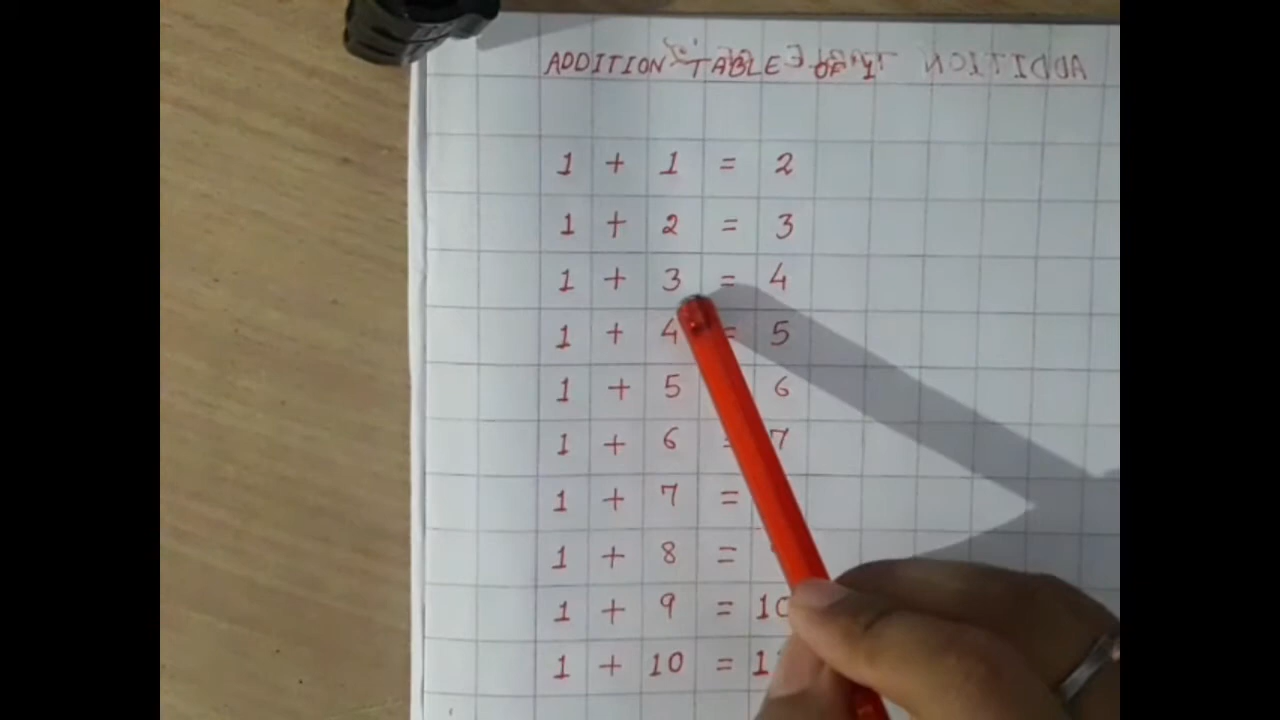 ADDITION TABLE OF 1
1 + 1 = 2
1 + 2 = 3
1 + 3 = 4
1 + 4 = 5
1 + 5 6
1 + 6 = 7
1 + 7 =
1 + 8 =
1 + 9 = 10
1 + 10 = 1